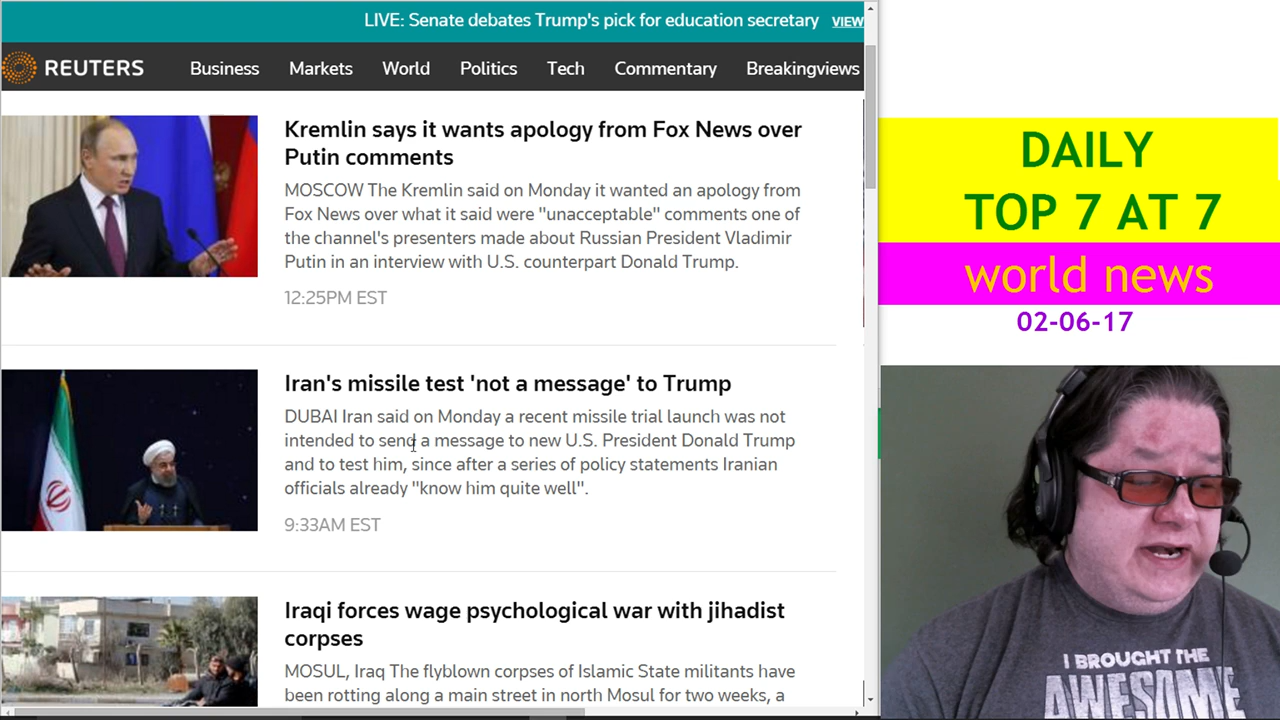 LIVE: Senate debates Trump's pick for education secretary VIEW
REUTERS Business Markets World Politics Tech Commentary Breakingviews
Kremlin says it wants apology from Fox News over
Putin comments
MOSCOW The Kremlin said on Monday it wanted an apology from
Fox News over what it said were "unacceptable" comments one of
the channel's presenters made about Russian President Vladimir
Putin in an interview with U.S. counterpart Donald Trump.
12:25PM EST
Iran's missile test 'not a message' to Trump
DUBAI Iran said on Monday a recent missile trial launch was not
intended to send a message to new U.S. President Donald Trump
and to test him, since after a series of policy statements Iranian
officials already "know him quite well".
9:33AM EST
Iraqi forces wage psychological war with jihadist
corpses
MOSUL, Iraq The flyblown corpses of Islamic State militants have
been rotting along a main street in north Mosul for two weeks, a
DAILY
TOP 7 AT 7
world news
02-06-17
I BROUGHT THE
AWESOME